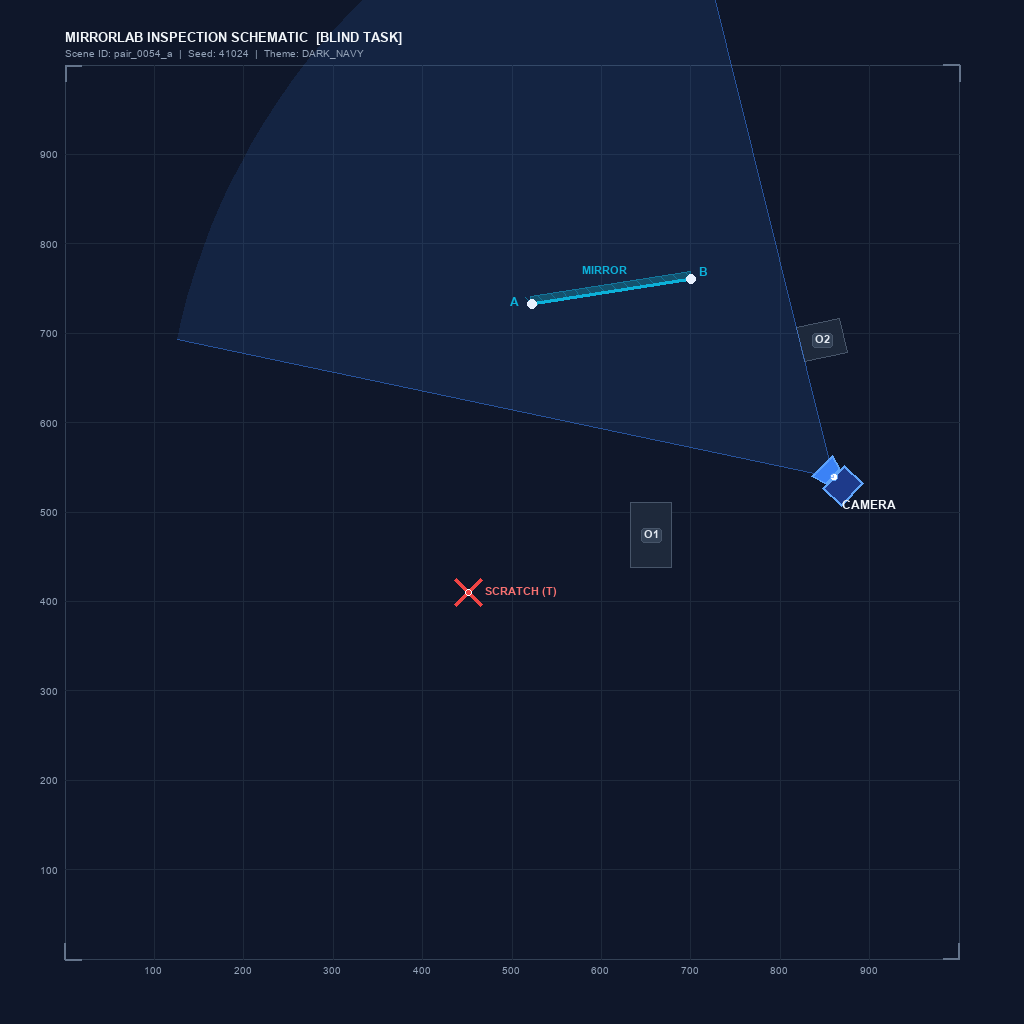 MIRRORLAB INSPECTION SCHEMATIC [BLIND TASK]
Scene ID: pair_0054_a | Seed: 41024 | Theme: DARK_NAVY
900
800
MIRROR
B
A
700
O2
600
500
CAMERA
O1
400
SCRATCH (T)
300
200
100
100 200 300 400 500 600 700 800 900